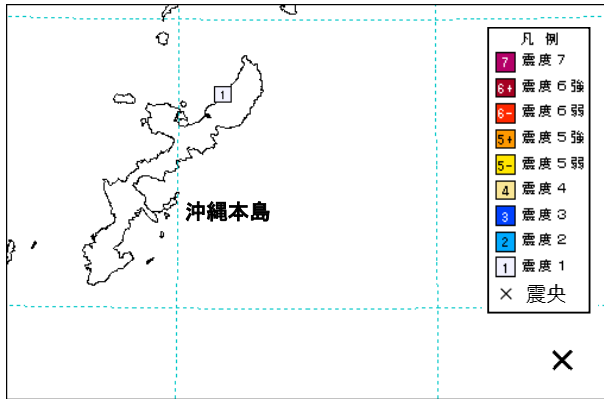 1
沖縄本島
凡 例
7 震度7
6+ 震度6強
6- 震度6弱
5+ 震度5強
5- 震度5弱
4 震度4
3 震度3
2 震度2
1 震度1
× 震央
×